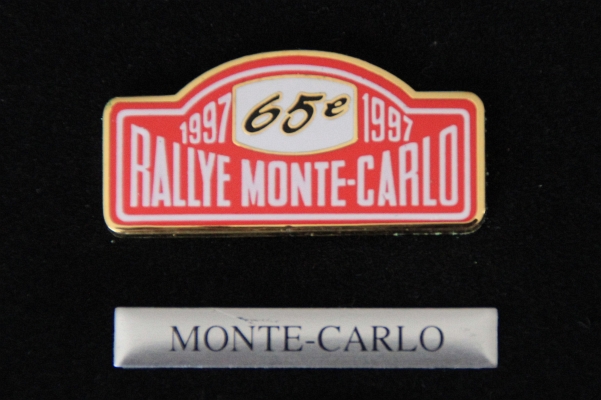 1997 65e 1997
RALLYE MONTE-CARLO
MONTE-CARLO